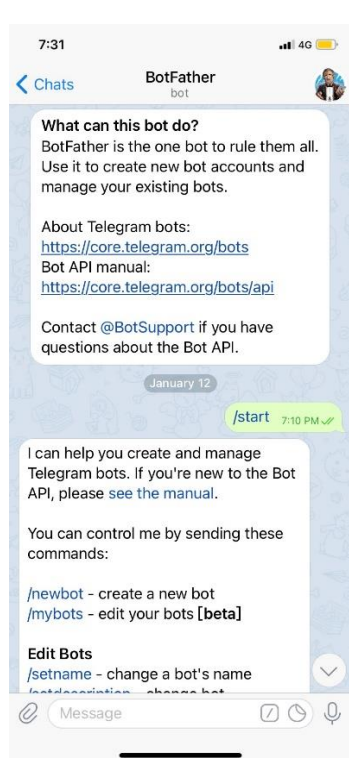 7:31
4G
Chats
BotFather
bot
What can this bot do?
BotFather is the one bot to rule them all.
Use it to create new bot accounts and
manage your existing bots.
About Telegram bots:
https://core.telegram.org/bots
Bot API manual:
https://core.telegram.org/bots/api
Contact @BotSupport if you have
questions about the Bot API.
January 12
/start 7:10 PM
I can help you create and manage
Telegram bots. If you're new to the Bot
API, please see the manual.
You can control me by sending these
commands:
/newbot - create a new bot
/mybots - edit your bots [beta]
Edit Bots
/setname - change a bot's name
/setdescription - change bot
Message